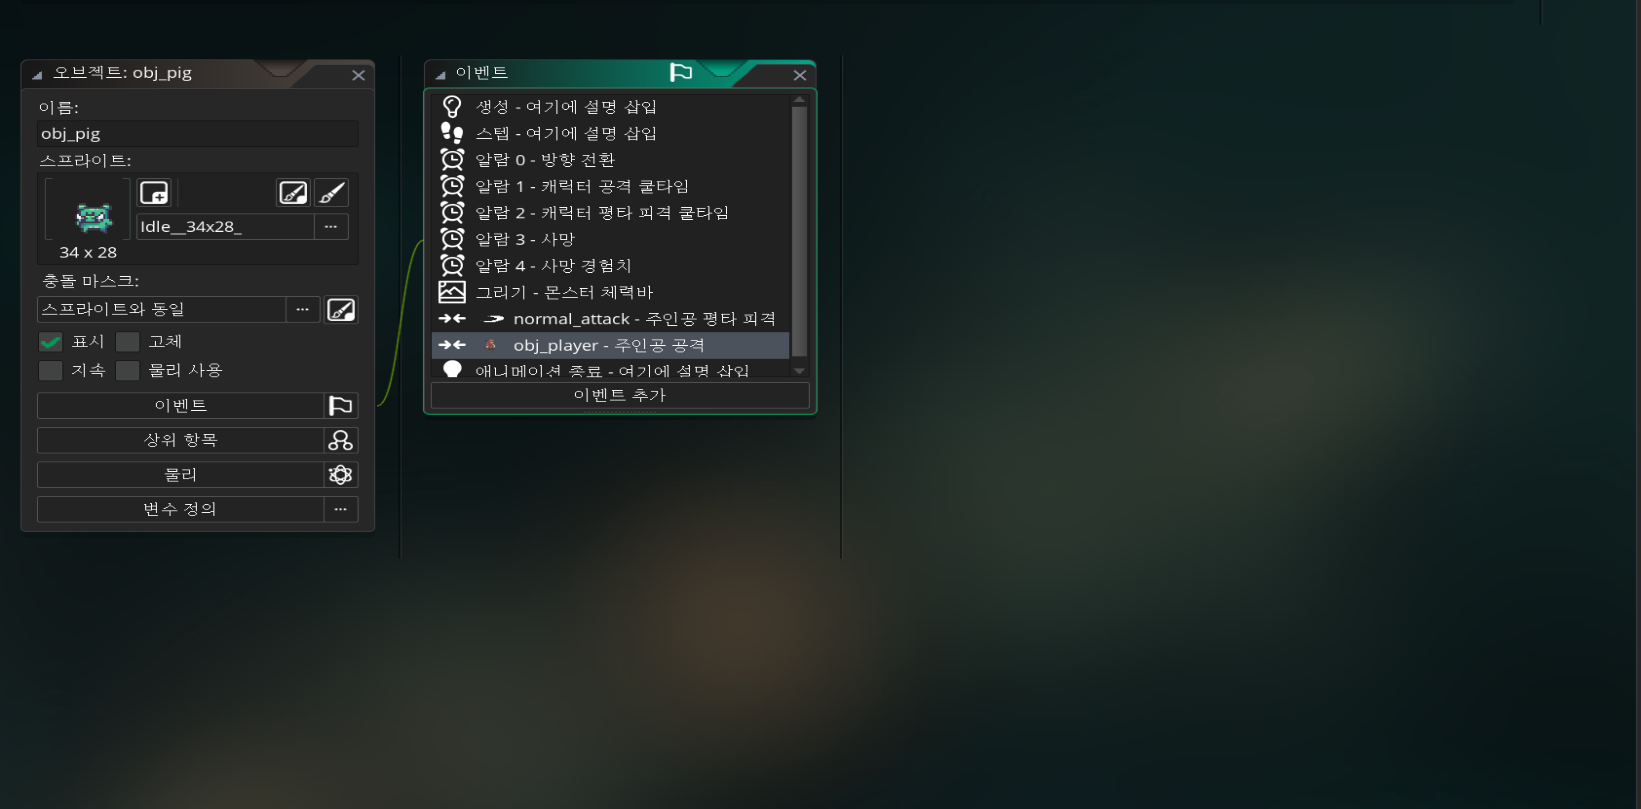 오브젝트: obj_pig
이름:
obj_pig
스프라이트:
Idle__34x28_
...
34 x 28
충돌 마스크:
스프라이트와 동일
...
표시
고체
지속
물리 사용
이벤트
상위 항목
물리
변수 정의
...
이벤트
생성 - 여기에 설명 삽입
스텝 - 여기에 설명 삽입
알람 0 - 방향 전환
알람 1 - 캐릭터 공격 쿨타임
알람 2 - 캐릭터 평타 피격 쿨타임
알람 3 - 사망
알람 4 - 사망 경험치
그리기 - 몬스터 체력바
normal_attack - 주인공 평타 피격
obj_player - 주인공 공격
애니메이션 종료 - 여기에 설명 삽입
이벤트 추가